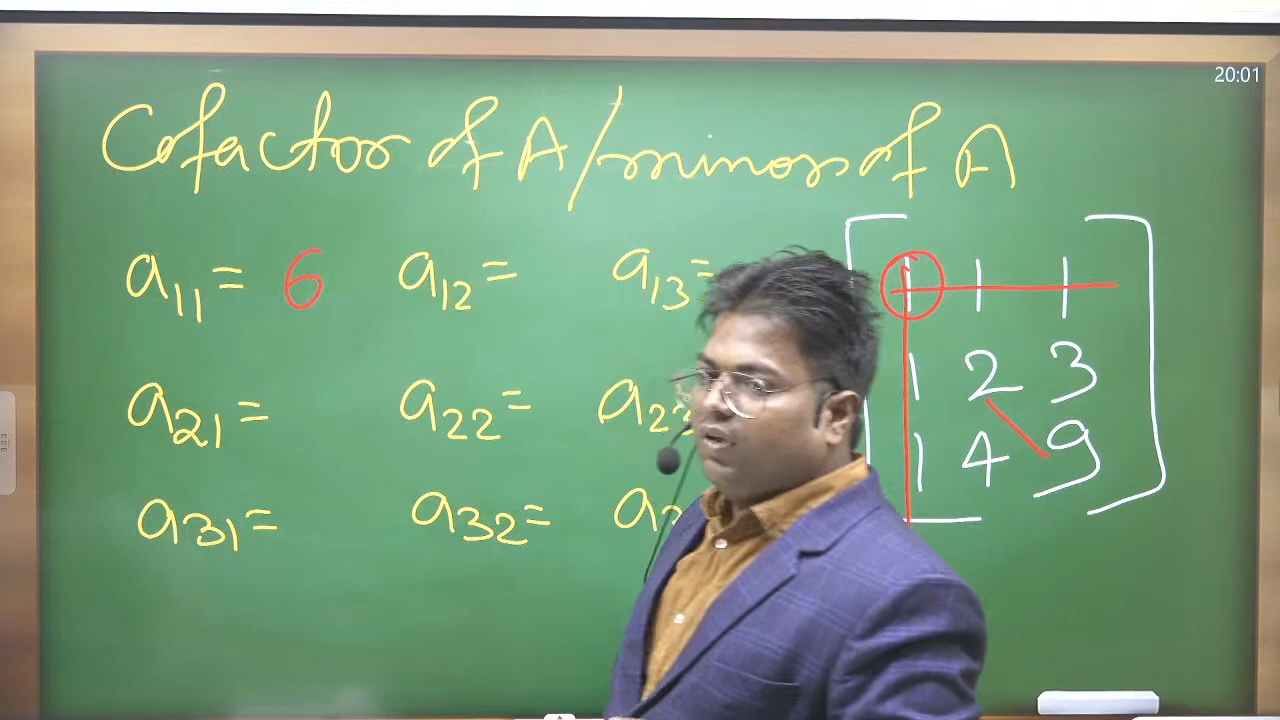 20:01
Cofactor of A/minors of A
a11 = 6 a12 = a13 =
1 1 1
a21 = a22 = a23
1 2 3
1 4 9
a31 = a32 =